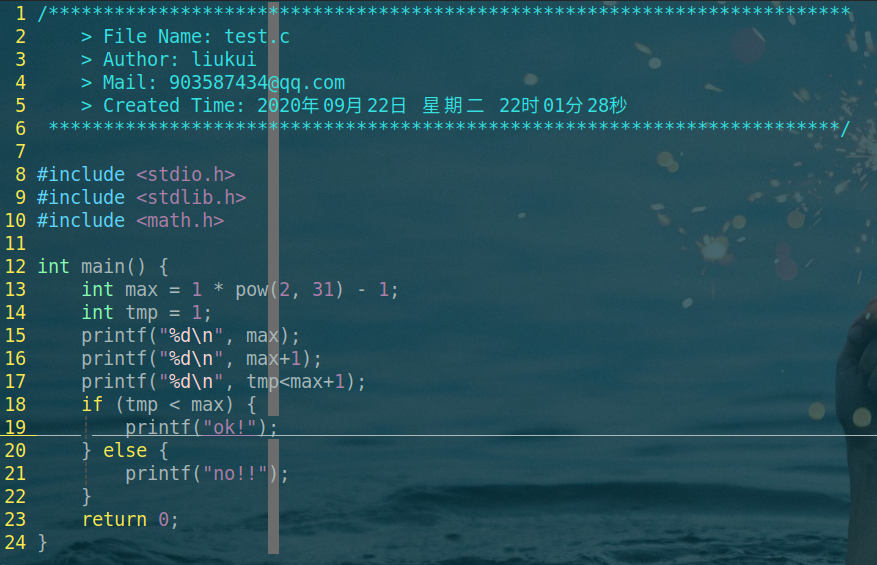 1 /*************************************************************************
2     > File Name: test.c
3     > Author: liukui
4     > Mail: 903587434@qq.com
5     > Created Time: 2020年09月22日 星期二 22时01分28秒
6  ************************************************************************/
7
8 #include <stdio.h>
9 #include <stdlib.h>
10 #include <math.h>
11
12 int main() {
13     int max = 1 * pow(2, 31) - 1;
14     int tmp = 1;
15     printf("%d\n", max);
16     printf("%d\n", max+1);
17     printf("%d\n", tmp<max+1);
18     if (tmp < max) {
19         printf("ok!");
20     } else {
21         printf("no!!");
22     }
23     return 0;
24 }